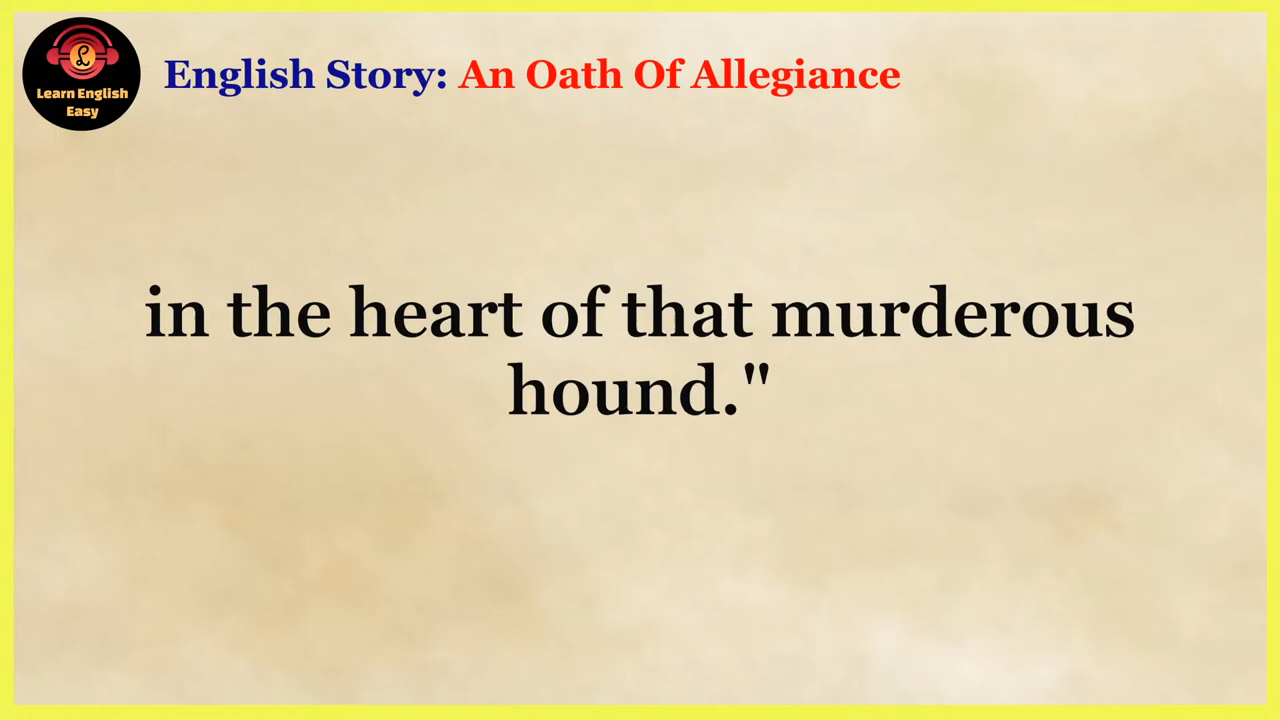 L
Learn English
Easy
English Story: An Oath Of Allegiance
in the heart of that murderous
hound."